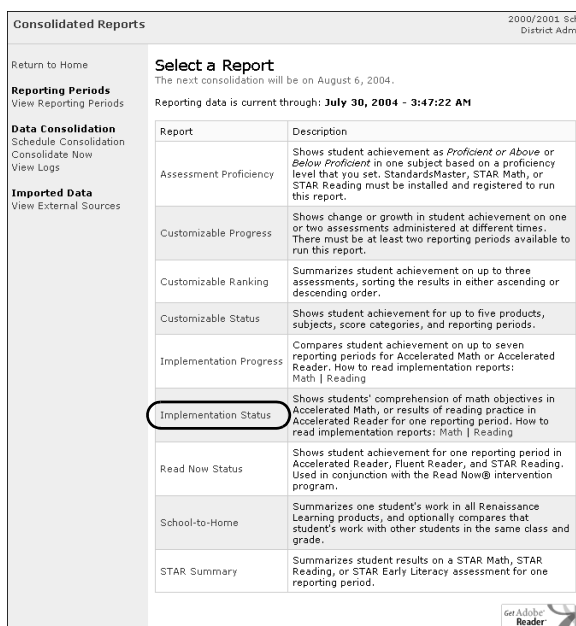 Consolidated Reports
2000/2001 Sch
District Adm
Return to Home
Reporting Periods
View Reporting Periods
Data Consolidation
Schedule Consolidation
Consolidate Now
View Logs
Imported Data
View External Sources
Select a Report
The next consolidation will be on August 6, 2004.
Reporting data is current through: July 30, 2004 - 3:47:22 AM
Report Description
Assessment Proficiency
Shows student achievement as Proficient or Above or
Below Proficient in one subject based on a proficiency
level that you set. StandardsMaster, STAR Math, or
STAR Reading must be installed and registered to run
this report.
Customizable Progress
Shows change or growth in student achievement on one
or two assessments administered at different times.
There must be at least two reporting periods available to
run this report.
Customizable Ranking
Summarizes student achievement on up to three
assessments, sorting the results in either ascending or
descending order.
Customizable Status
Shows student achievement for up to five products,
subjects, score categories, and reporting periods.
Implementation Progress
Compares student achievement on up to seven
reporting periods for Accelerated Math or Accelerated
Reader. How to read implementation reports:
Math | Reading
Implementation Status
Shows students' comprehension of math objectives in
Accelerated Math, or results of reading practice in
Accelerated Reader for one reporting period. How to
read implementation reports: Math | Reading
Read Now Status
Shows student achievement for one reporting period in
Accelerated Reader, Fluent Reader, and STAR Reading.
Used in conjunction with the Read Now® intervention
program.
School-to-Home
Summarizes one student's work in all Renaissance
Learning products, and optionally compares that
student's work with other students in the same class and
grade.
STAR Summary
Summarizes student results on a STAR Math, STAR
Reading, or STAR Early Literacy assessment for one
reporting period.
Get Adobe
Reader